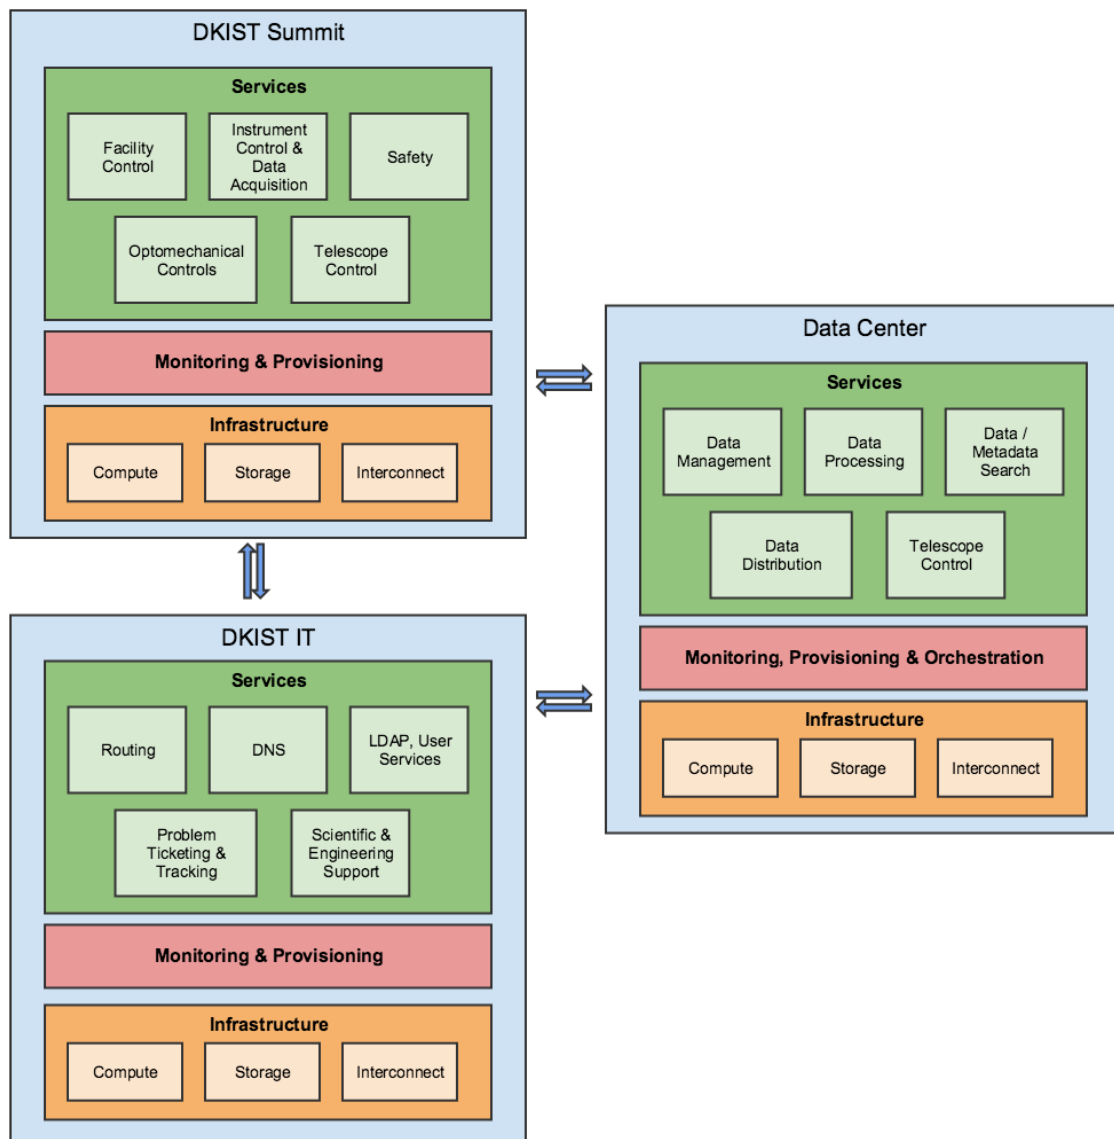 DKIST Summit
Services
Facility
Control
Instrument
Control &
Data
Acquisition
Safety
Optomechanical
Controls
Telescope
Control
Monitoring & Provisioning
Infrastructure
Compute
Storage
Interconnect
DKIST IT
Services
Routing
DNS
LDAP, User
Services
Problem
Ticketing &
Tracking
Scientific &
Engineering
Support
Monitoring & Provisioning
Infrastructure
Compute
Storage
Interconnect
Data Center
Services
Data
Management
Data
Processing
Data /
Metadata
Search
Data
Distribution
Telescope
Control
Monitoring, Provisioning & Orchestration
Infrastructure
Compute
Storage
Interconnect